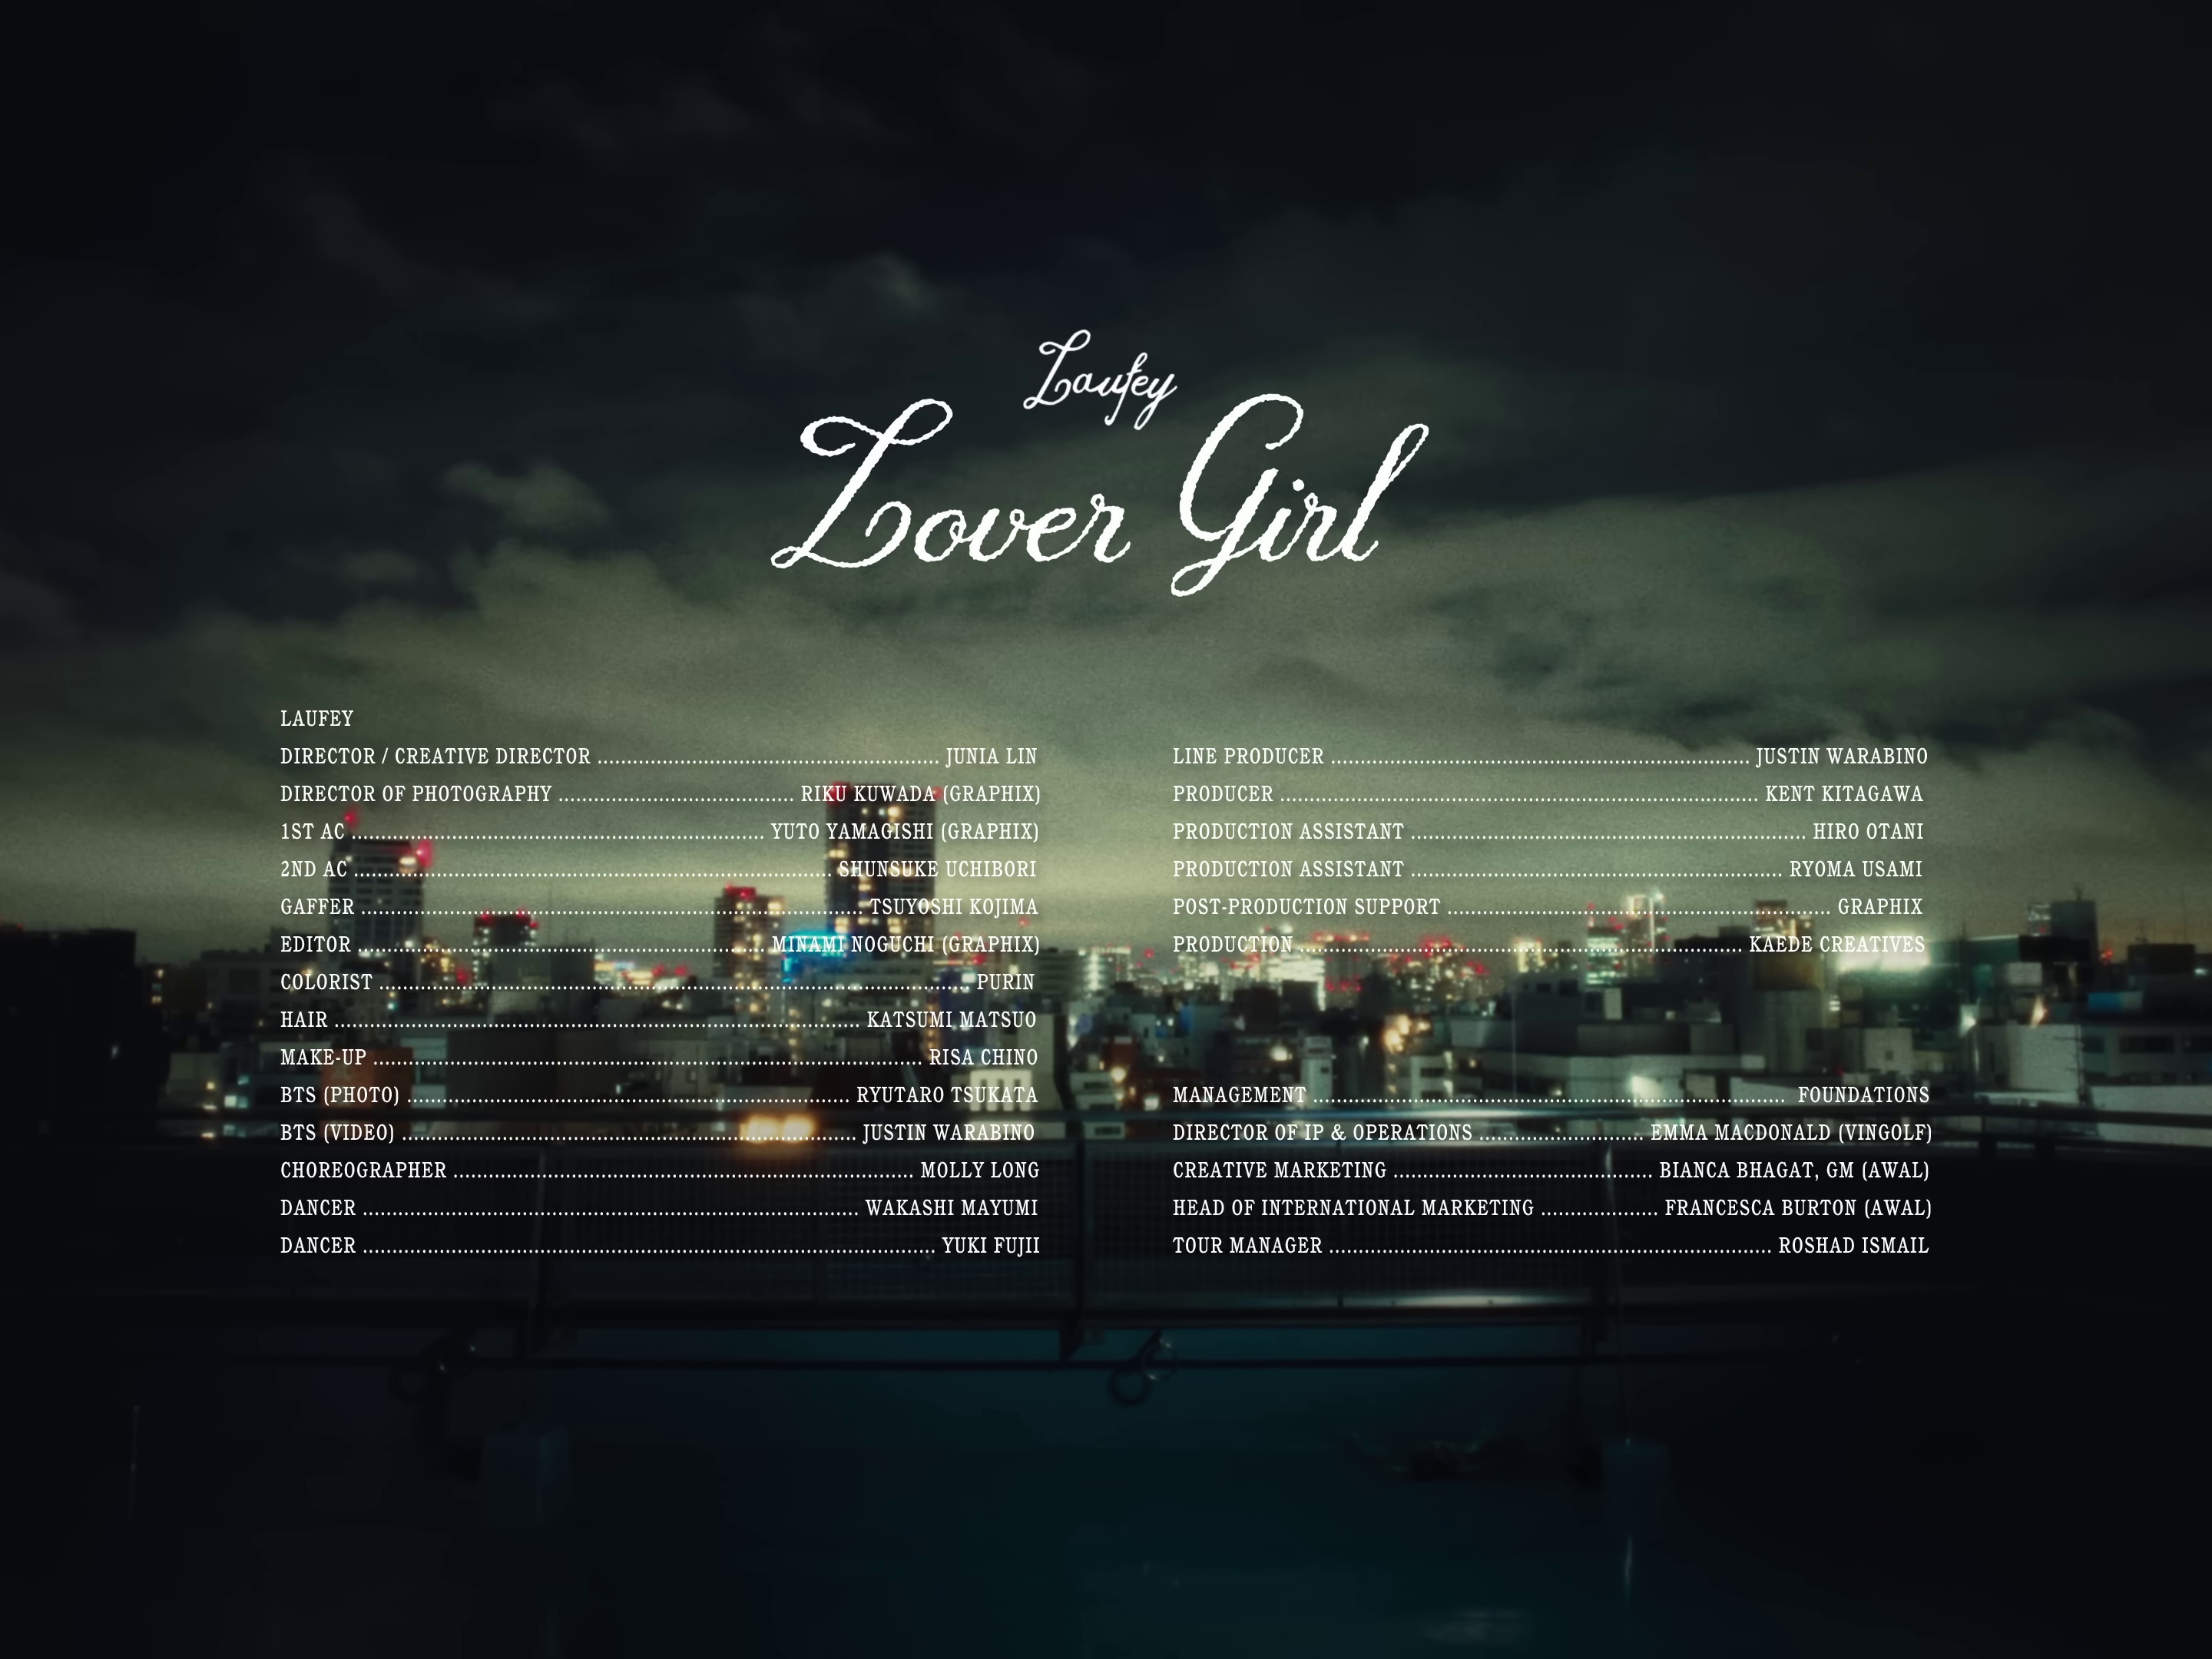 Laufey
Lover Girl
LAUFEY
DIRECTOR / CREATIVE DIRECTOR ........................ JUNIA LIN
DIRECTOR OF PHOTOGRAPHY ........................ RIKU KUWADA (GRAPHIX)
1ST AC ........................ YUTO YAMAGISHI (GRAPHIX)
2ND AC ........................ SHUNSUKE UCHIBORI
GAFFER ........................ TSUYOSHI KOJIMA
EDITOR ........................ MINAMI NOGUCHI (GRAPHIX)
COLORIST ........................ PURIN
HAIR ........................ KATSUMI MATSUO
MAKE-UP ........................ RISA CHINO
BTS (PHOTO) ........................ RYUTARO TSUKATA
BTS (VIDEO) ........................ JUSTIN WARABINO
CHOREOGRAPHER ........................ MOLLY LONG
DANCER ........................ WAKASHI MAYUMI
DANCER ........................ YUKI FUJII
LINE PRODUCER ........................ JUSTIN WARABINO
PRODUCER ........................ KENT KITAGAWA
PRODUCTION ASSISTANT ........................ HIRO OTANI
PRODUCTION ASSISTANT ........................ RYOMA USAMI
POST-PRODUCTION SUPPORT ........................ GRAPHIX
PRODUCTION ........................ KAEDE CREATIVES
MANAGEMENT ........................ FOUNDATIONS
DIRECTOR OF IP & OPERATIONS ........................ EMMA MACDONALD (VINGOLF)
CREATIVE MARKETING ........................ BIANCA BHAGAT, GM (AWAL)
HEAD OF INTERNATIONAL MARKETING .................... FRANCESCA BURTON (AWAL)
TOUR MANAGER ........................ ROSHAD ISMAIL